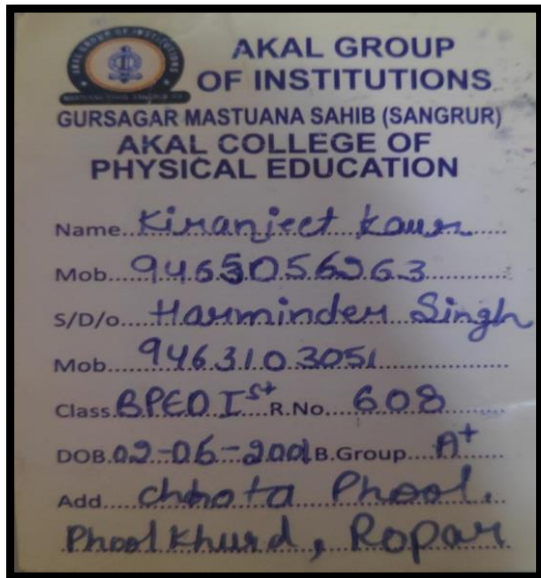 AKAL GROUP
OF INSTITUTIONS
GURSAGAR MASTUANA SAHIB (SANGRUR)
AKAL COLLEGE OF
PHYSICAL EDUCATION
Name..Kiranjeet Kaur
Mob..9465056263
S/D/o....Harminder Singh
Mob...9463103051
Class.BPED Ist R.No...608
DOB.02-06-2001 B.Group....A+
Add....Chhota Phool.
Phool Khurd, Ropar